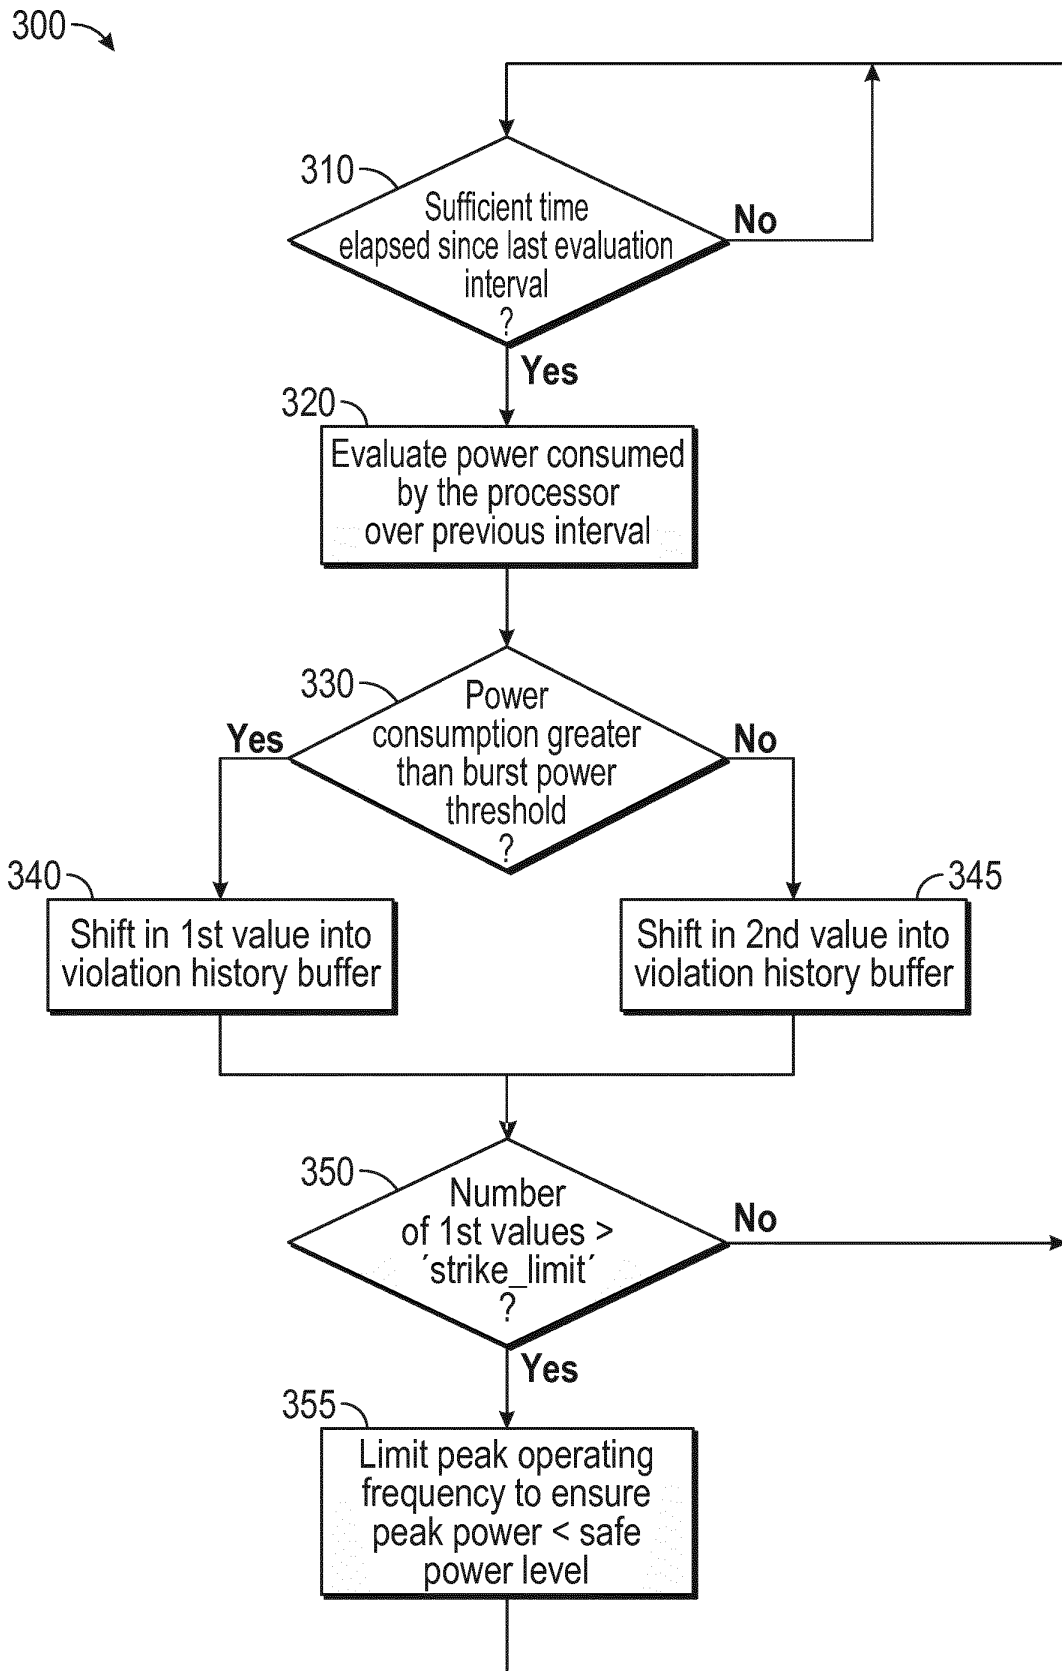 300
310
Sufficient time
elapsed since last evaluation
interval
?
No
Yes
320
Evaluate power consumed
by the processor
over previous interval
330
Power
consumption greater
than burst power
threshold
?
Yes
No
340
Shift in 1st value into
violation history buffer
345
Shift in 2nd value into
violation history buffer
350
Number
of 1st values >
´strike_limit´
?
No
Yes
355
Limit peak operating
frequency to ensure
peak power < safe
power level